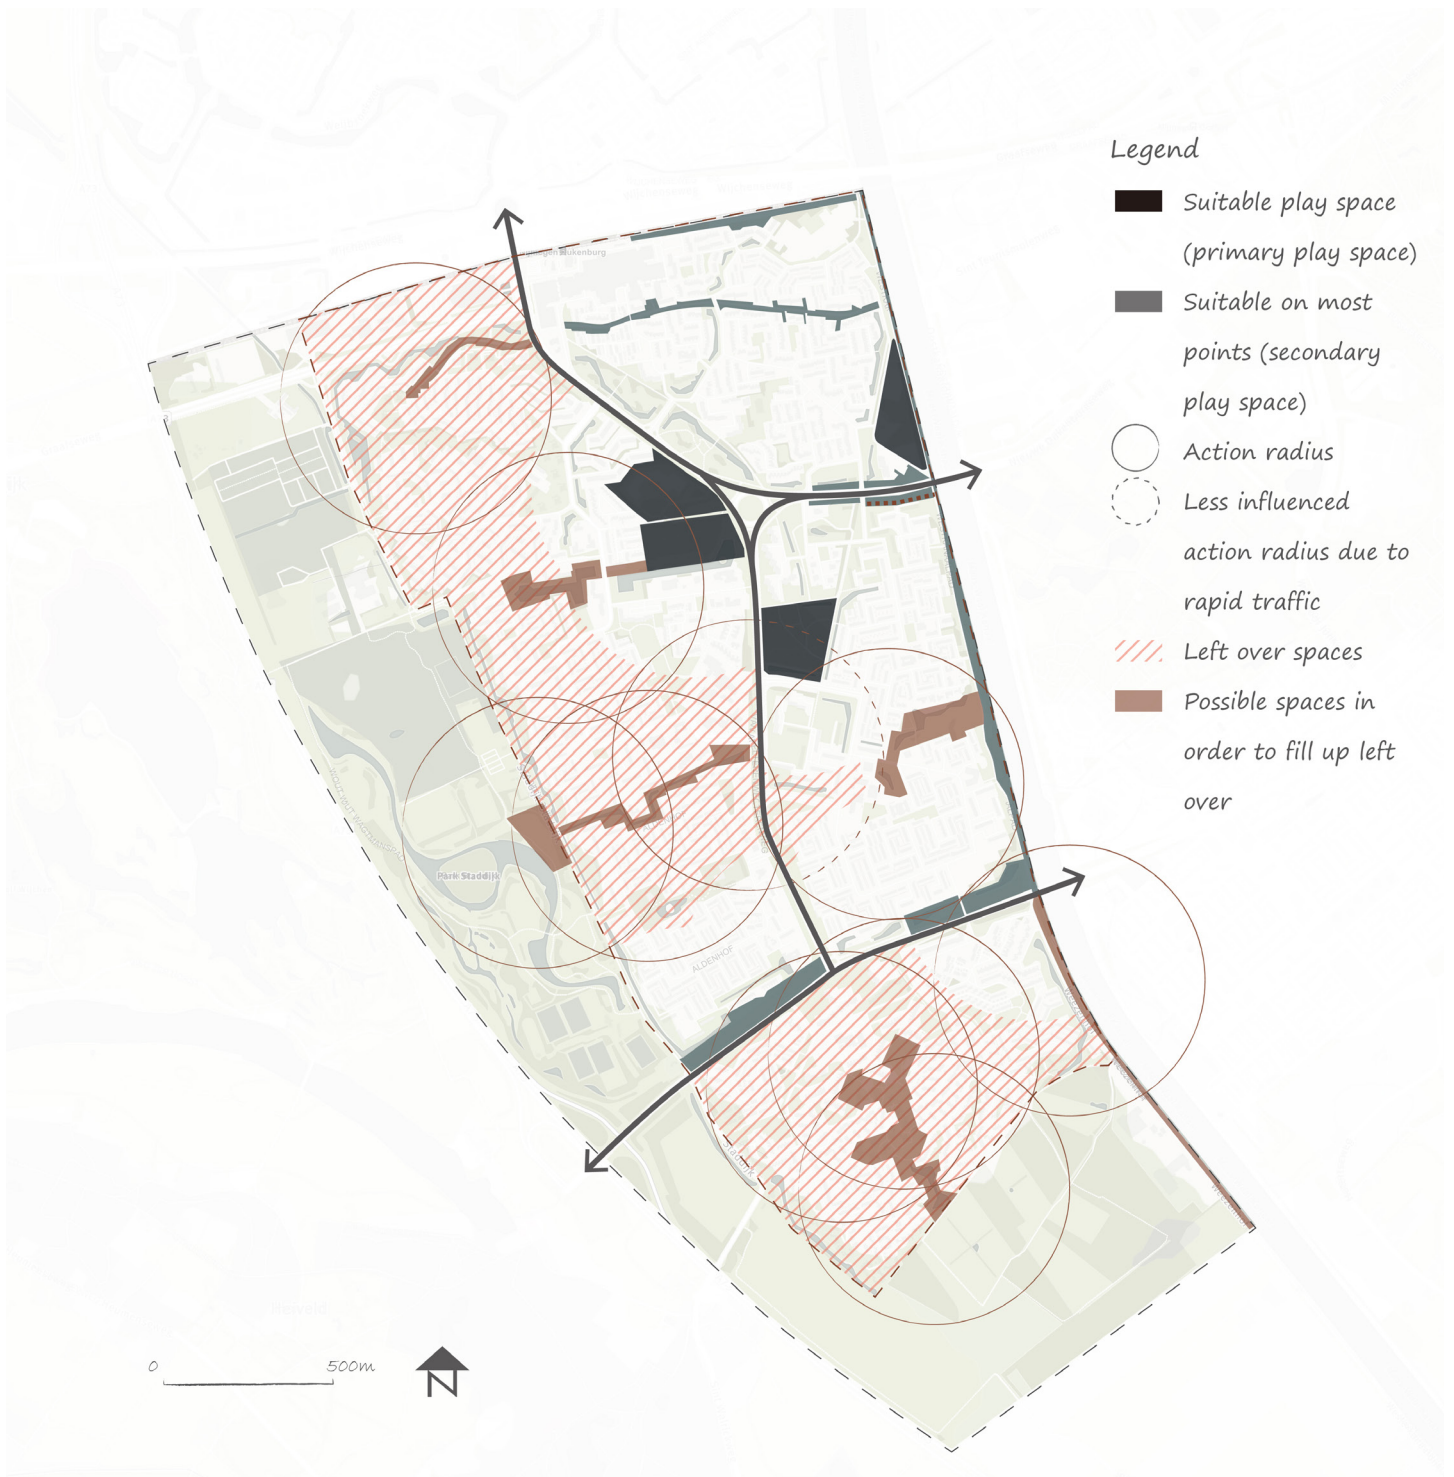 Legend
Suitable play space
(primary play space)
Suitable on most
points (secondary
play space)
Action radius
Less influenced
action radius due to
rapid traffic
Left over spaces
Possible spaces in
order to fill up left
over
Park Staddijk
ALDENHOF
Staddijk
0
500m
N